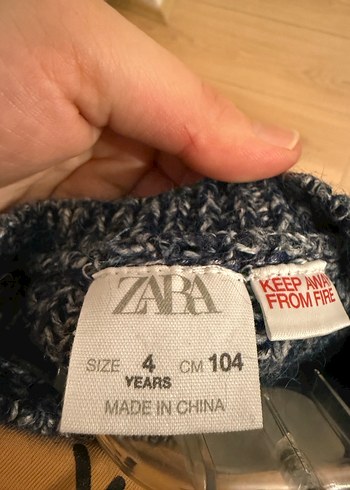 ZARA
SIZE 4 CM 104
YEARS
MADE IN CHINA
KEEP AWAY
FROM FIRE